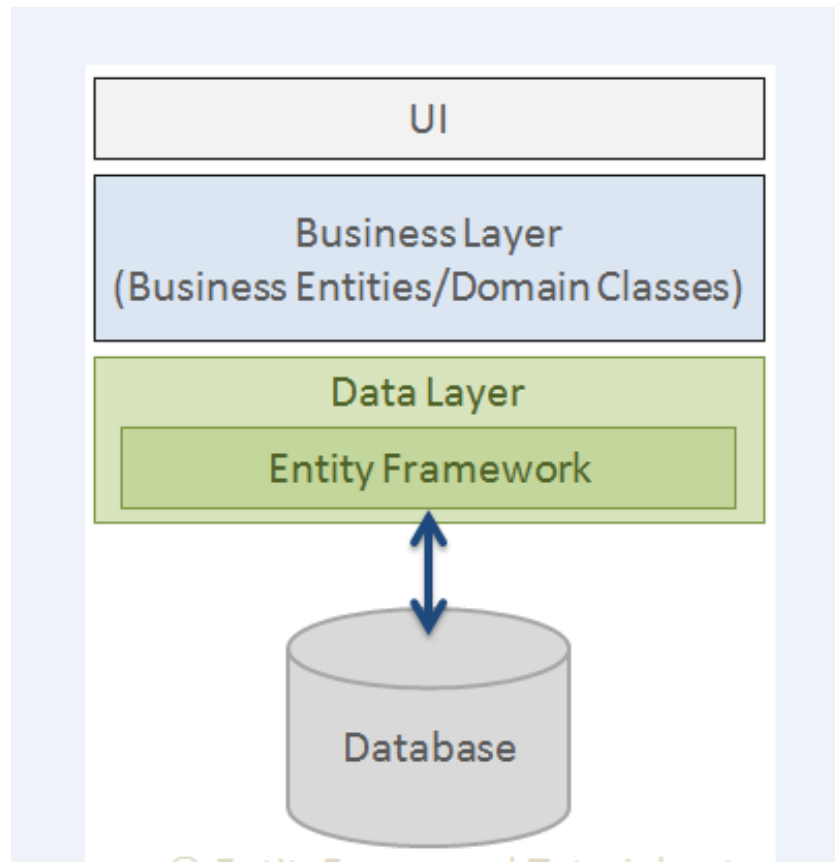 UI
Business Layer
(Business Entities/Domain Classes)
Data Layer
Entity Framework
Database